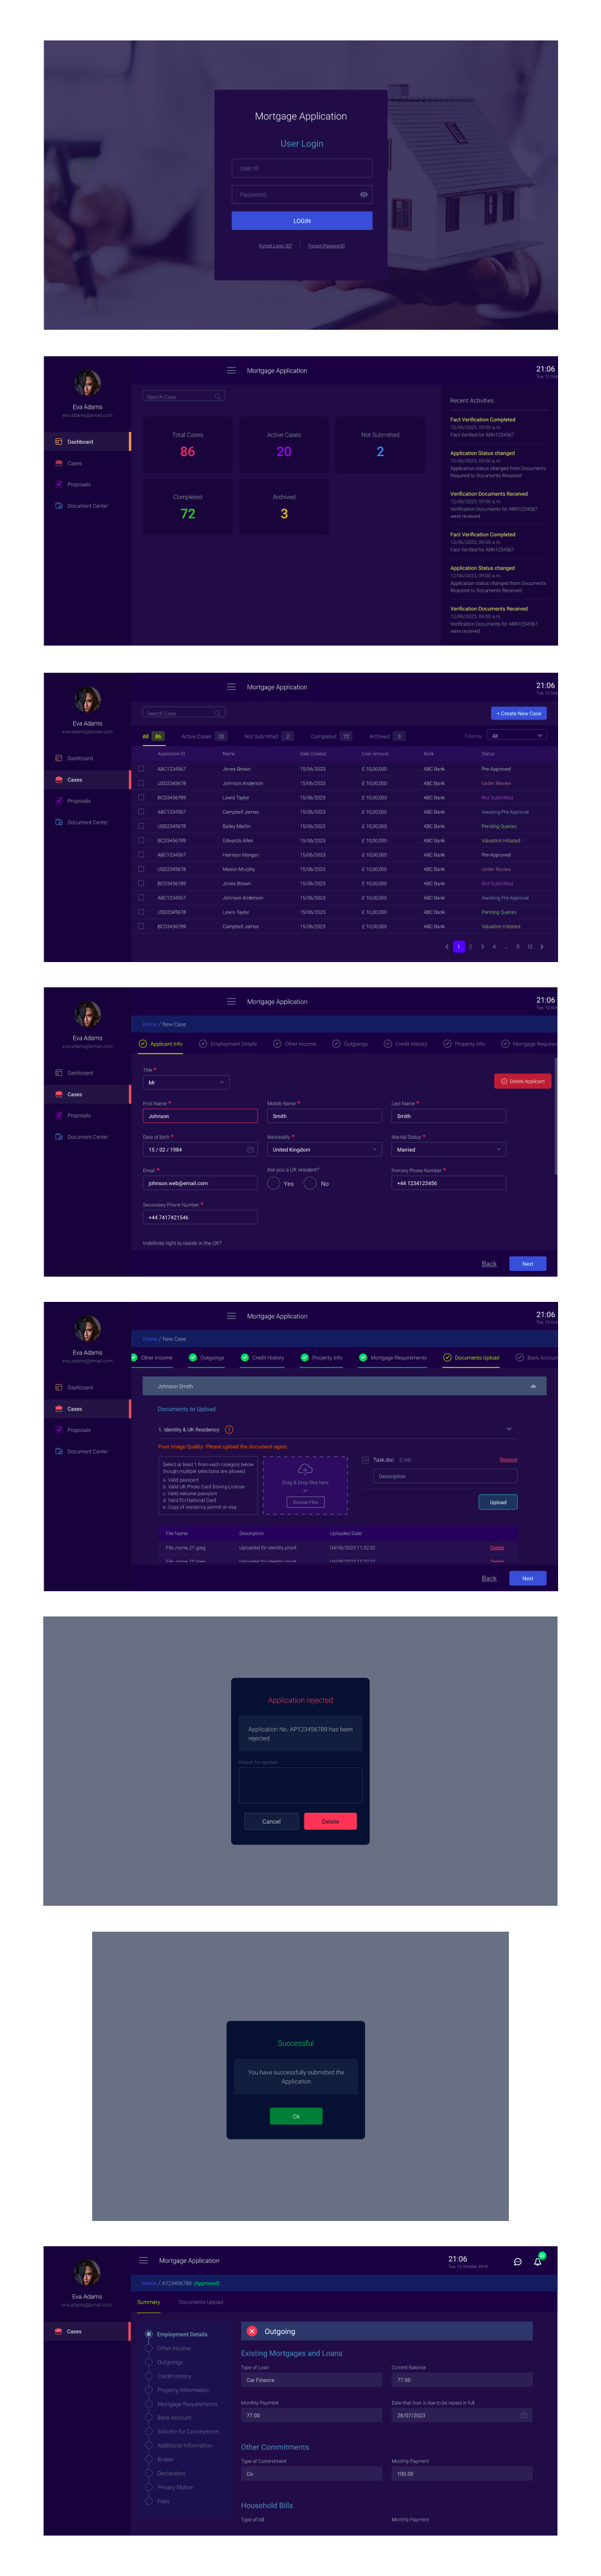 Mortgage Application
User Login
User ID
Password
LOGIN
Forgot Login ID?
Forgot Password?
Mortgage Application
21:06
Eva Adams
eva.adams@email.com
Dashboard
Cases
Proposals
Document Center
Search Case
Total Cases
86
Active Cases
20
Not Submitted
2
Completed
72
Archived
3
Recent Activities
Fact Verification Completed
12/06/2023, 09:00 a.m.
Fact Verified for ARN1234567
Application Status changed
12/06/2023, 09:00 a.m.
Application status changed from Documents
Required to Documents Received
Verification Documents Received
12/06/2023, 09:00 a.m.
Verification Documents for ARN1234567
were received
Fact Verification Completed
12/06/2023, 09:00 a.m.
Fact Verified for ARN1234567
Application Status changed
12/06/2023, 09:00 a.m.
Application status changed from Documents
Required to Documents Received
Verification Documents Received
12/06/2023, 09:00 a.m.
Verification Documents for ARN1234567
were received
Mortgage Application
21:06
Eva Adams
eva.adams@email.com
Dashboard
Cases
Proposals
Document Center
Search Case
+ Create New Case
All 86 Active Cases 20 Not Submitted 2 Completed 72 Archived 3 Filter by All
Application ID Name Date Created Loan Amount Bank Status
ABC1234567 Jones Brown 15/06/2023 £ 10,00,000 ABC Bank Pre-Approved
USD2345678 Johnson Anderson 15/06/2023 £ 10,00,000 ABC Bank Under Review
BCD3456789 Lewis Taylor 15/06/2023 £ 10,00,000 ABC Bank Not Submitted
ABC1234567 Campbell James 15/06/2023 £ 10,00,000 ABC Bank Awaiting Pre-Approval
USD2345678 Bailey Martin 15/06/2023 £ 10,00,000 ABC Bank Pending Queries
BCD3456789 Edwards Allen 15/06/2023 £ 10,00,000 ABC Bank Valuation Initiated
ABC1234567 Harrison Morgan 15/06/2023 £ 10,00,000 ABC Bank Pre-Approved
USD2345678 Mason Murphy 15/06/2023 £ 10,00,000 ABC Bank Under Review
BCD3456789 Jones Brown 15/06/2023 £ 10,00,000 ABC Bank Not Submitted
ABC1234567 Johnson Anderson 15/06/2023 £ 10,00,000 ABC Bank Awaiting Pre-Approval
USD2345678 Lewis Taylor 15/06/2023 £ 10,00,000 ABC Bank Pending Queries
BCD3456789 Campbell James 15/06/2023 £ 10,00,000 ABC Bank Valuation Initiated
1 2 3 4 ... 11 12
Mortgage Application
21:06
Eva Adams
eva.adams@email.com
Dashboard
Cases
Proposals
Document Center
Home / New Case
Applicant Info Employment Details Other Income Outgoings Credit History Property Info Mortgage Requirem
Title *
Mr
Delete Applicant
First Name * Middle Name * Last Name *
Johnson Smith Smith
Date of birth * Nationality * Marital Status *
15 / 02 / 1984 United Kingdom Married
Email * Are you a UK resident? Primary Phone Number *
johnson.web@email.com Yes No +44 1234123456
Secondary Phone Number *
+44 7417421546
Indefinite right to reside in the UK?
Back Next
Mortgage Application
21:06
Eva Adams
eva.adams@email.com
Dashboard
Cases
Proposals
Document Center
Home / New Case
Other Income Outgoings Credit History Property Info Mortgage Requirements Documents Upload Bank Accoun
Johnson Smith
Documents to Upload
1. Identity & UK Residency
Poor Image Quality. Please upload the document again.
Select at least 1 from each category below
(though multiple selections are allowed)
a. Valid passport
b. Valid UK Photo Card Driving License
c. Valid national passport
d. Valid EU National Card
e. Copy of residency permit or visa
Drag & Drop files here
or
Browse Files
Task.doc 2 mb Remove
Description
Upload
File Name Description Uploaded Date
File_name_01.jpeg Uploaded for identity proof 04/08/2023 11:32:32 Delete
File_name_02.jpeg Uploaded for identity proof 04/08/2023 11:32:32 Delete
Back Next
Application rejected
Application No. AP123456789 has been
rejected
Reason for rejection
Cancel Delete
Successful
You have successfully submitted the
Application
Ok
Mortgage Application
21:06
Tue, 12 October 2019
Eva Adams
eva.adams@email.com
Cases
Home / A123456789 (Approved)
Summary Documents Upload
Employment Details
Other Income
Outgoings
Credit History
Property Information
Mortgage Requirements
Bank Account
Solicitor for Conveyencer
Additional Information
Broker
Declaration
Privacy Notice
Fees
Outgoing
Existing Mortgages and Loans
Type of Loan Current Balance
Car Finance 77.00
Monthly Payment Date that loan is due to be repaid in full
77.00 28/07/2023
Other Commitments
Type of Commitment Monthly Payment
Co 100.00
Household Bills
Type of bill Monthly Payment